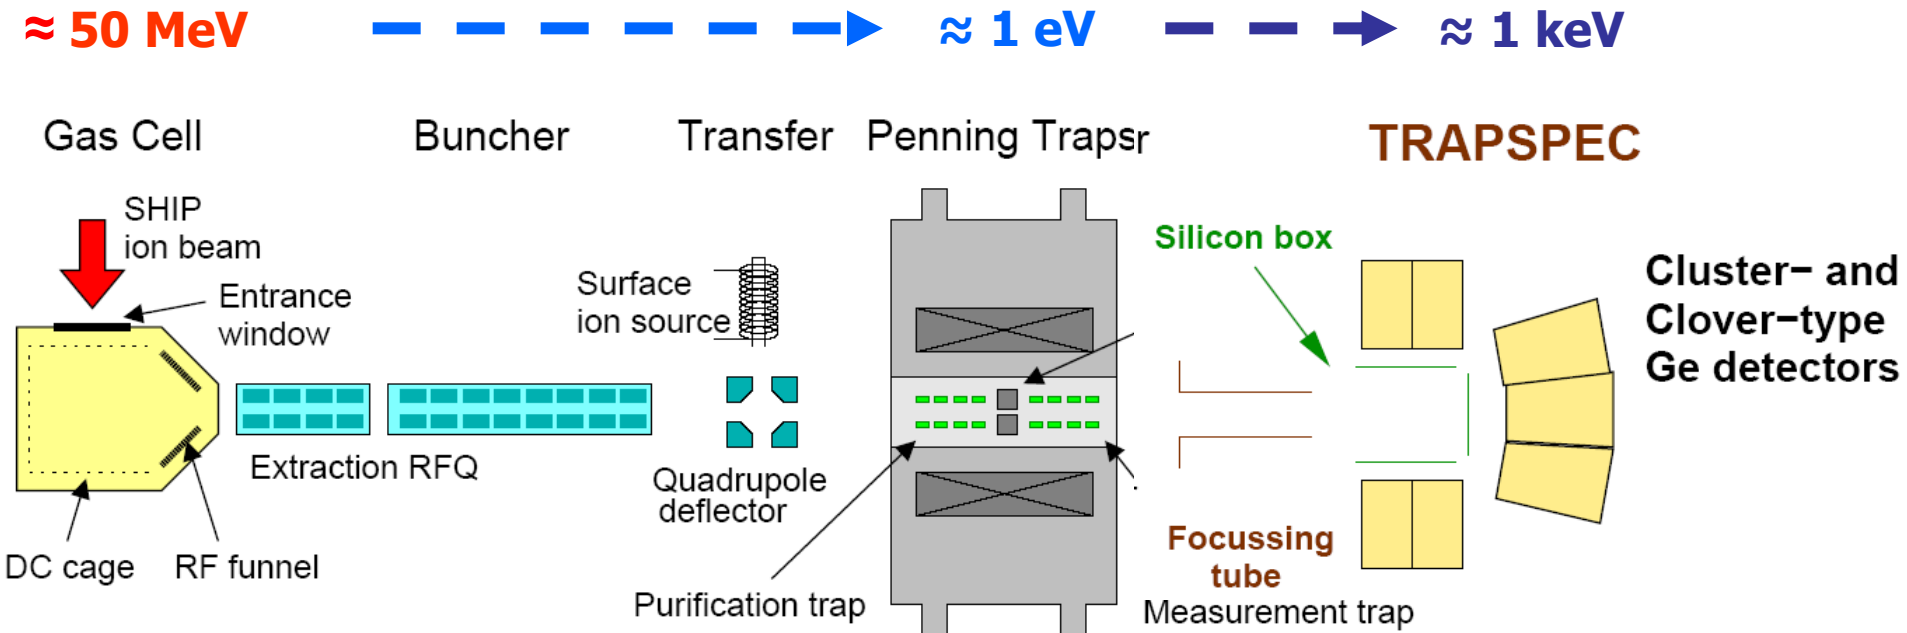 ≈ 50 MeV
≈ 1 eV
≈ 1 keV
Gas Cell
Buncher
Transfer
Penning Trapsr
TRAPSPEC
SHIP
ion beam
Entrance
window
Surface
ion source
Silicon box
Cluster- and
Clover-type
Ge detectors
Extraction RFQ
Quadrupole
deflector
DC cage
RF funnel
Purification trap
Focussing
tube
Measurement trap